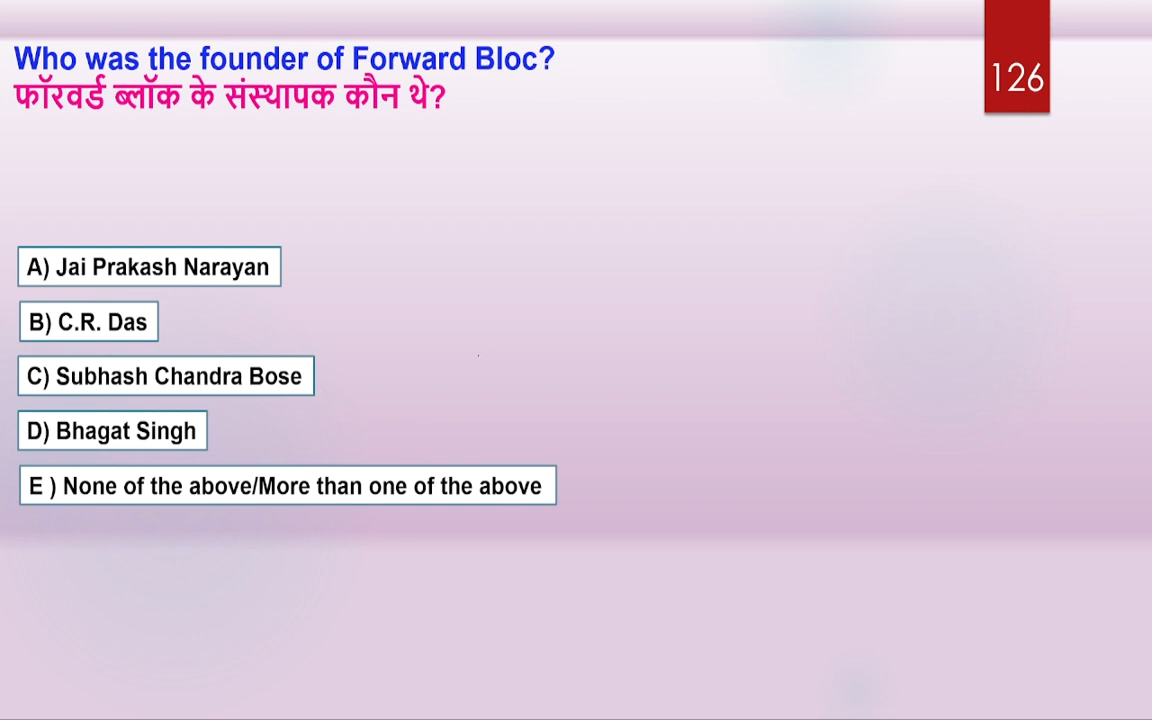 Who was the founder of Forward Bloc?
फॉरवर्ड ब्लॉक के संस्थापक कौन थे?
126
A) Jai Prakash Narayan
B) C.R. Das
C) Subhash Chandra Bose
D) Bhagat Singh
E ) None of the above/More than one of the above